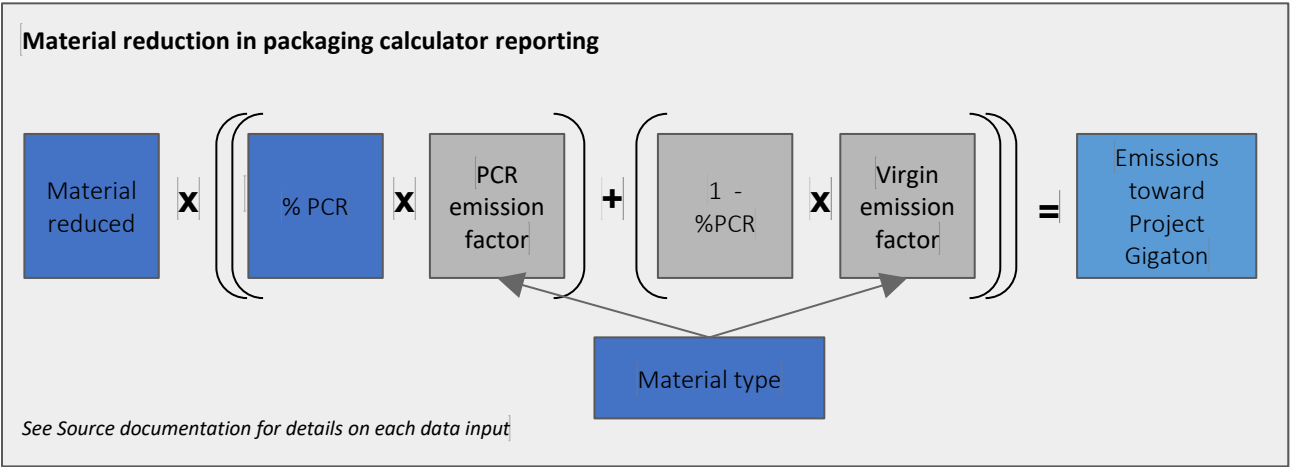 Material reduction in packaging calculator reporting
Material
reduced
x
((
% PCR
x
PCR
emission
factor
)
+
(
1 -
%PCR
x
Virgin
emission
factor
))
=
Emissions
toward
Project
Gigaton
Material type
See Source documentation for details on each data input